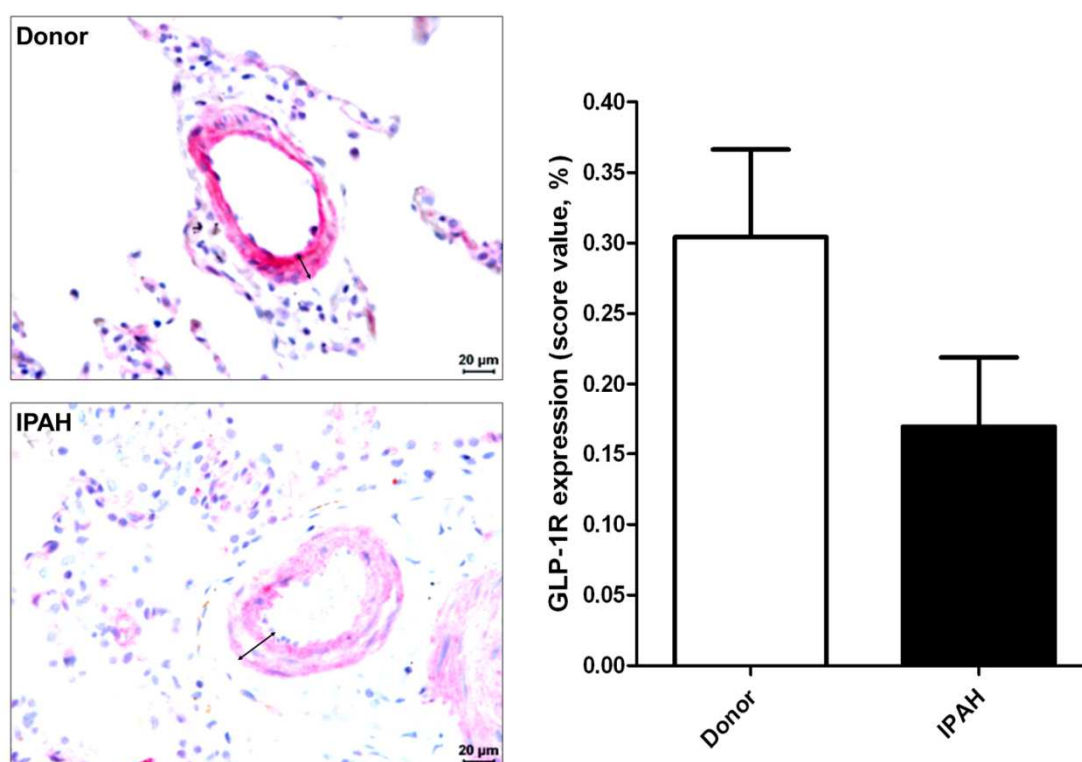 Donor
20 µm
IPAH
20 µm
GLP-1R expression (score value, %)
0.40
0.35
0.30
0.25
0.20
0.15
0.10
0.05
0.00
Donor
IPAH